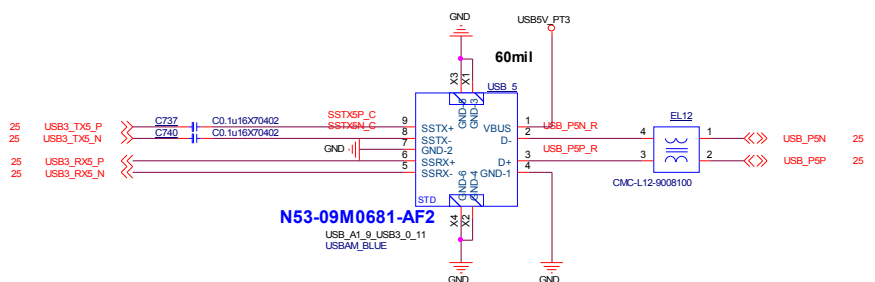 GND
USB5V_PT3
60mil
X3
X1
USB_5
GND-5
GND-3
25 USB3_TX5_P C737 C0.1u16X70402 SSTX5P_C 9 SSTX+ VBUS 1
25 USB3_TX5_N C740 C0.1u16X70402 SSTX5N_C 8 SSTX- D- 2 USB_P5N_R 4 EL12 1 USB_P5N 25
GND 7 GND-2
25 USB3_RX5_P 6 SSRX+ D+ 3 USB_P5P_R 3 2 USB_P5P 25
25 USB3_RX5_N 5 SSRX- GND-1 4
CMC-L12-9008100
GND-6
GND-4
STD
X4
X2
N53-09M0681-AF2
USB_A1_9_USB3_0_11
USBAM_BLUE
GND
GND